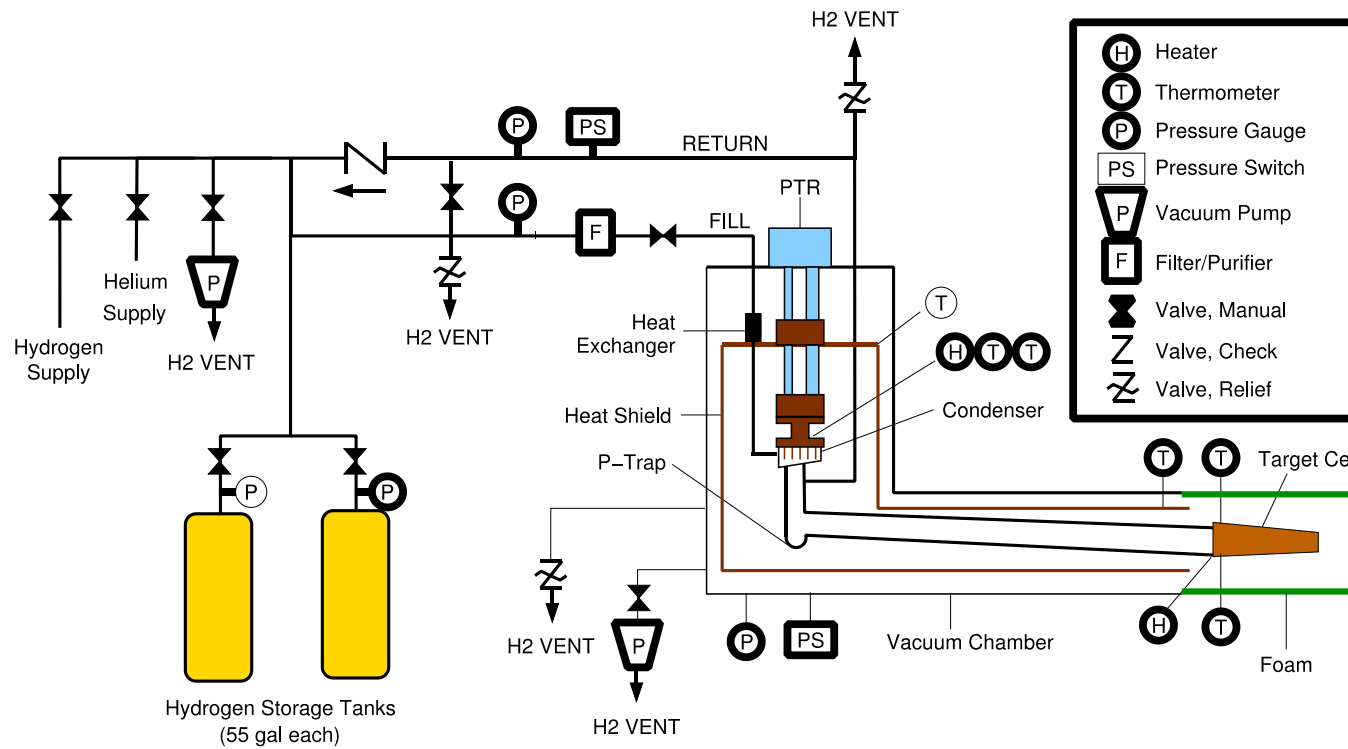 H2 VENT
H
Heater
T
Thermometer
P
Pressure Gauge
PS
Pressure Switch
P
Vacuum Pump
F
Filter/Purifier
Valve, Manual
Valve, Check
Valve, Relief
P
PS
RETURN
PTR
P
F
FILL
P
Helium
Supply
Hydrogen
Supply
H2 VENT
H2 VENT
Heat
Exchanger
T
H
T
T
Heat Shield
Condenser
P-Trap
P
P
T
T
Target Ce
H2 VENT
P
P
PS
Vacuum Chamber
H
T
Foam
H2 VENT
Hydrogen Storage Tanks
(55 gal each)